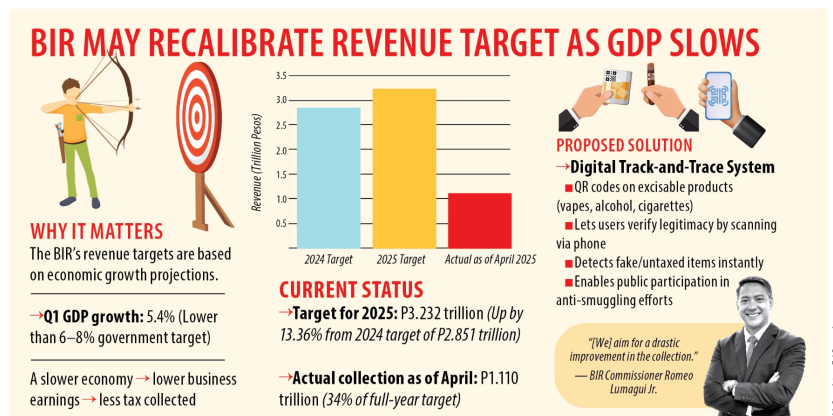 BIR MAY RECALIBRATE REVENUE TARGET AS GDP SLOWS
WHY IT MATTERS
The BIR's revenue targets are based
on economic growth projections.
→Q1 GDP growth: 5.4% (Lower
than 6–8% government target)
A slower economy → lower business
earnings → less tax collected
Revenue (Trillion Pesos)
3.5
3.0
2.5
2.0
1.5
1.0
0.5
2024 Target
2025 Target
Actual as of April 2025
CURRENT STATUS
→Target for 2025: P3.232 trillion (Up by
13.36% from 2024 target of P2.851 trillion)
→Actual collection as of April: P1.110
trillion (34% of full-year target)
PROPOSED SOLUTION
→Digital Track-and-Trace System
■QR codes on excisable products
(vapes, alcohol, cigarettes)
■Lets users verify legitimacy by scanning
via phone
■Detects fake/untaxed items instantly
■Enables public participation in
anti-smuggling efforts
"[We] aim for a drastic
improvement in the collection."
— BIR Commissioner Romeo
Lumagui Jr.